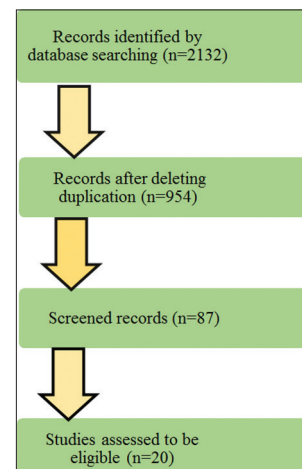 Records identified by
database searching (n=2132)
Records after deleting
duplication (n=954)
Screened records (n=87)
Studies assessed to be
eligible (n=20)